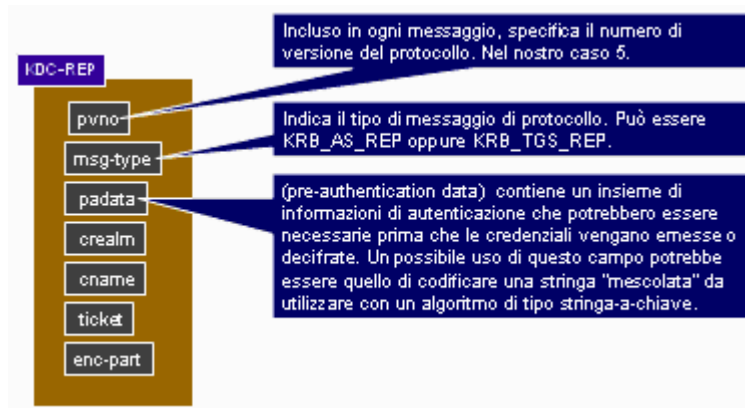 Incluso in ogni messaggio, specifica il numero di
versione del protocollo. Nel nostro caso 5.
KDC-REP
pvno
Indica il tipo di messaggio di protocollo. Può essere
KRB_AS_REP oppure KRB_TGS_REP.
msg-type
(pre-authentication data) contiene un insieme di
informazioni di autenticazione che potrebbero essere
necessarie prima che le credenziali vengano emesse o
decifrate. Un possibile uso di questo campo potrebbe
essere quello di codificare una stringa "mescolata" da
utilizzare con un algoritmo di tipo stringa-a-chiave.
padata
crealm
cname
ticket
enc-part